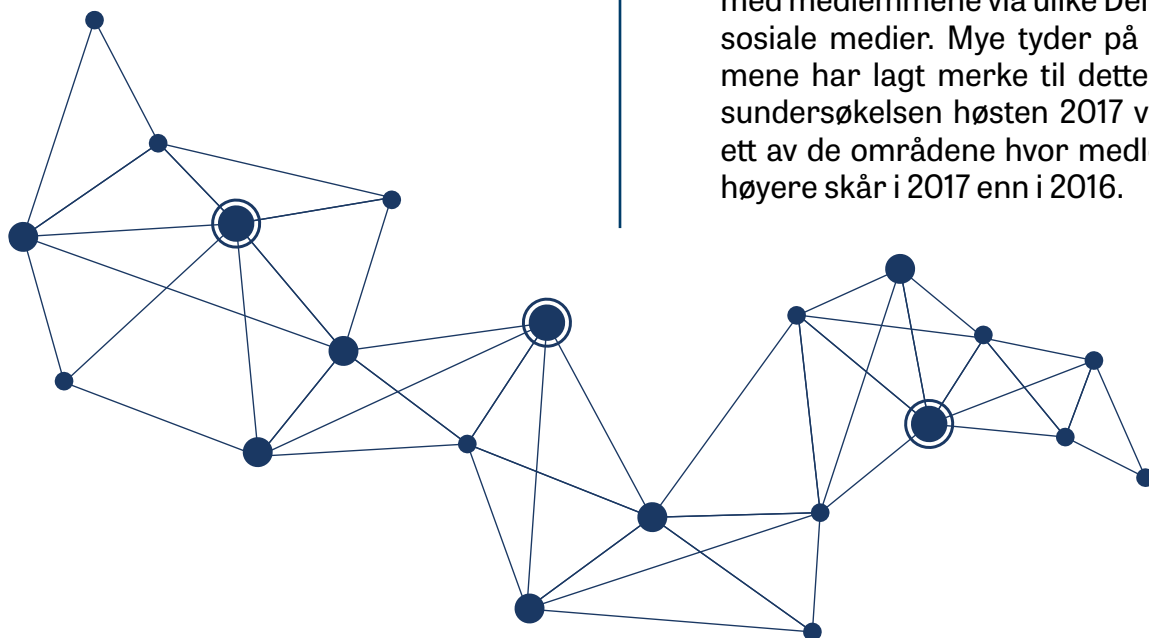 med medlemmene via ulike
sosiale medier. Mye tyder på
mene har lagt merke til dette
sundersøkelsen høsten 2017 v
ett av de områdene hvor medl
høyere skår i 2017 enn i 2016.